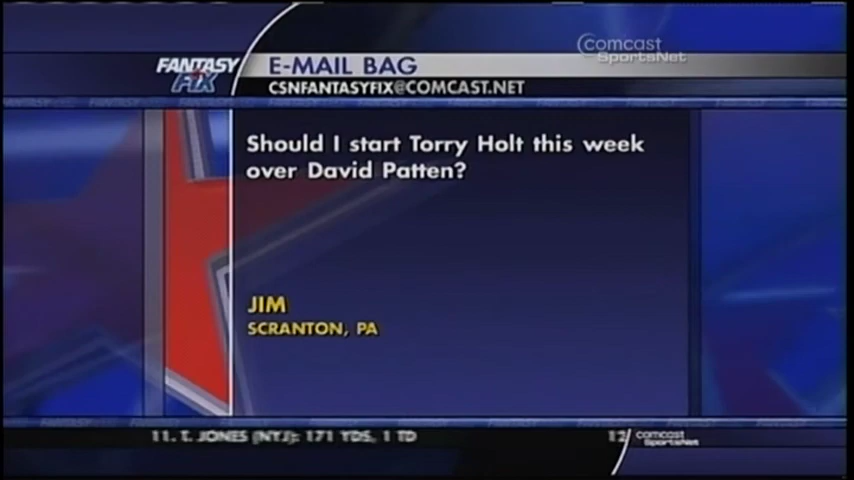 comcast
SportsNet
FANTASY
FIX
E-MAIL BAG
CSNFANTASYFIX@COMCAST.NET
Should I start Torry Holt this week
over David Patten?
JIM
SCRANTON, PA
11. T. JONES (NYJ): 171 YDS, 1 TD
12
comcast
SportsNet